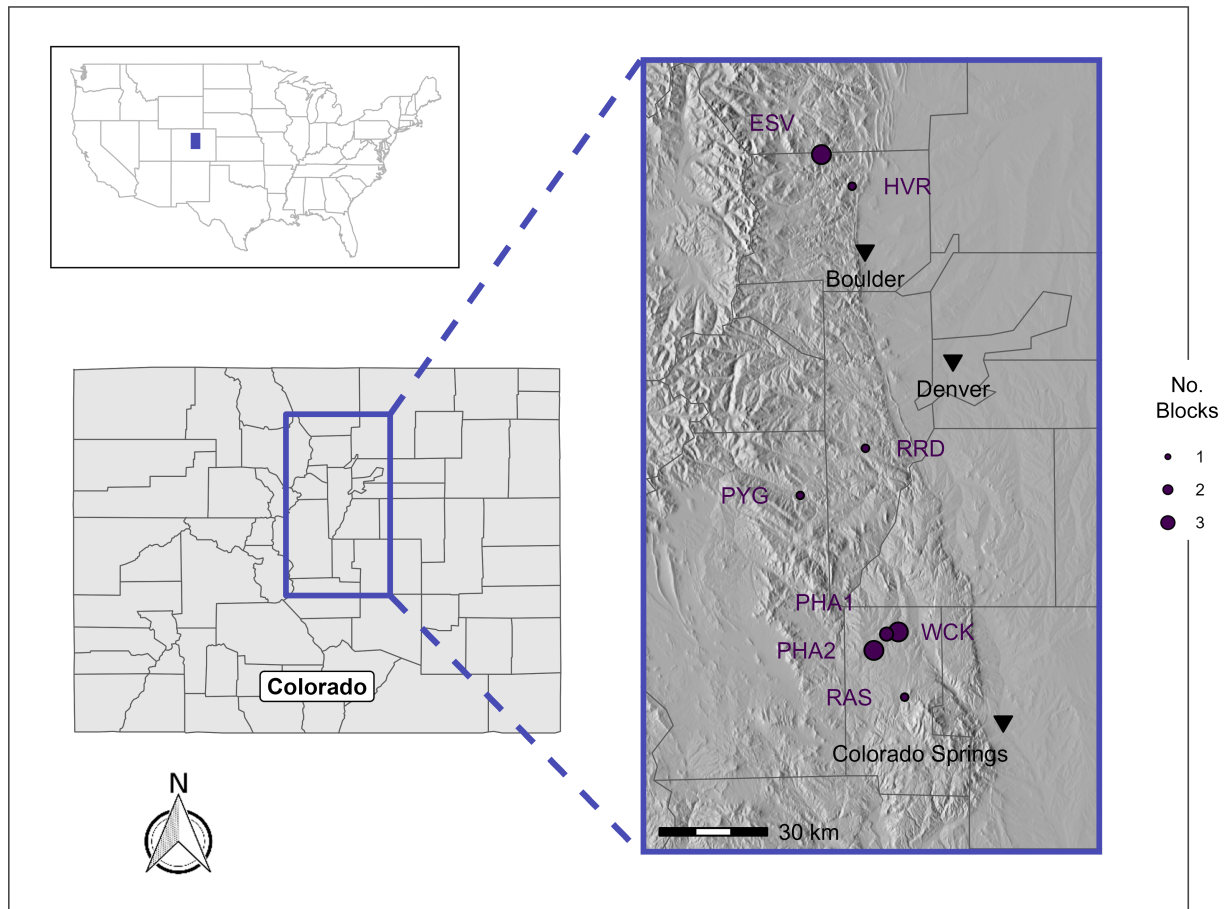 ESV
HVR
Boulder
Denver
No.
Blocks
1
2
3
RRD
PYG
PHA1
WCK
PHA2
RAS
Colorado
Colorado Springs
N
30 km